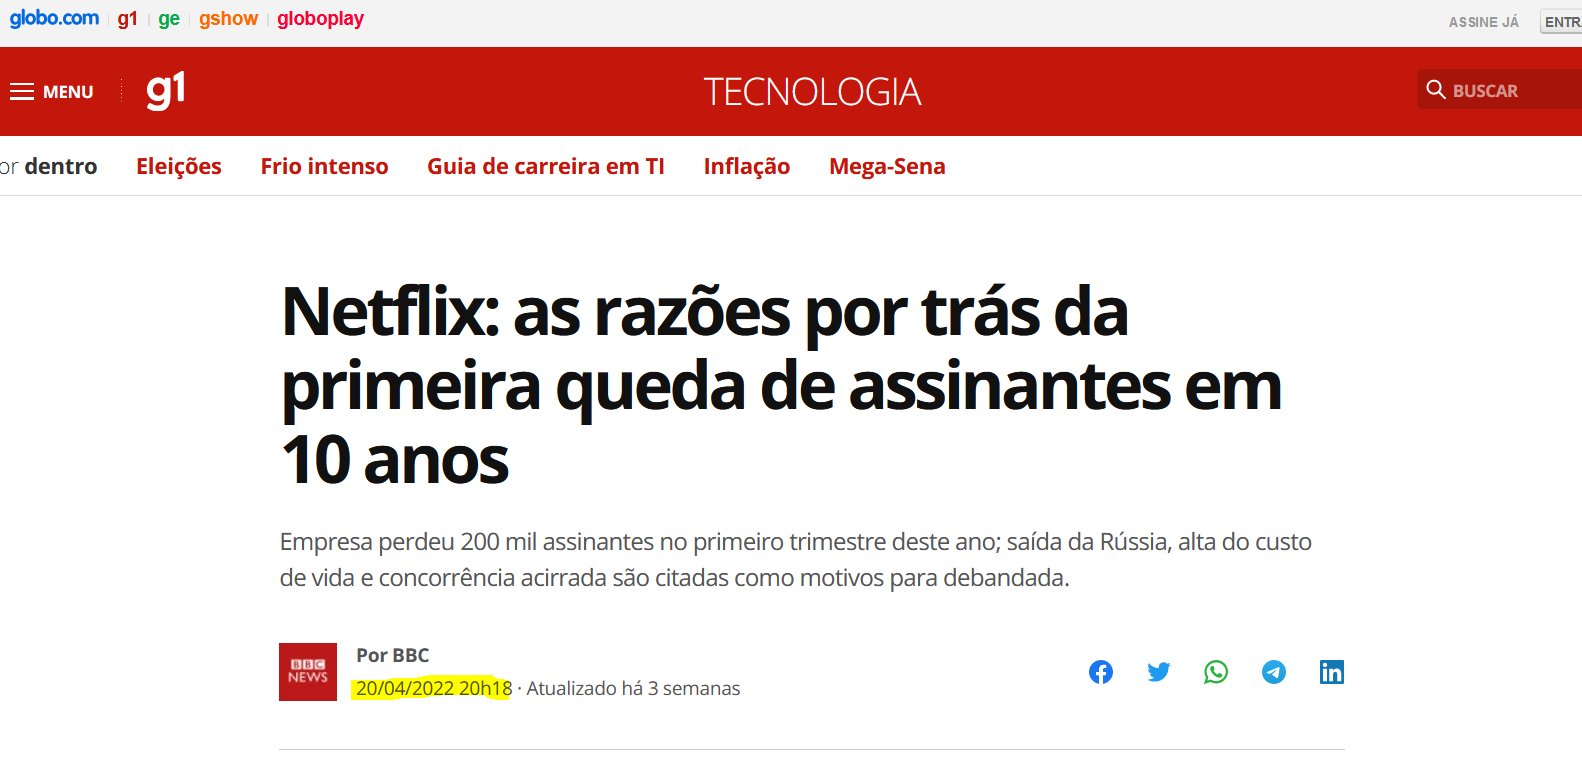 globo.com g1 ge gshow globoplay ASSINE JÁ ENTR
MENU g1 TECNOLOGIA BUSCAR
or dentro Eleições Frio intenso Guia de carreira em TI Inflação Mega-Sena
Netflix: as razões por trás da
primeira queda de assinantes em
10 anos
Empresa perdeu 200 mil assinantes no primeiro trimestre deste ano; saída da Rússia, alta do custo
de vida e concorrência acirrada são citadas como motivos para debandada.
BBC
NEWS
Por BBC
20/04/2022 20h18 · Atualizado há 3 semanas